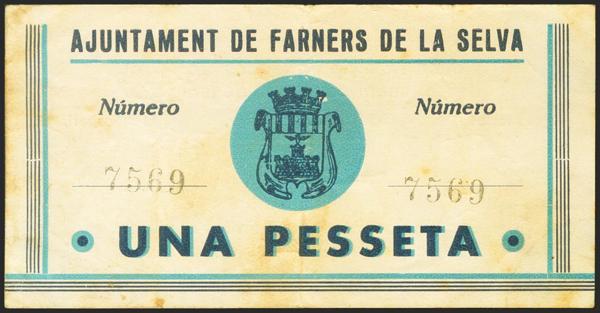 AJUNTAMENT DE FARNERS DE LA SELVA
Número Número
7569 7569
UNA PESSETA